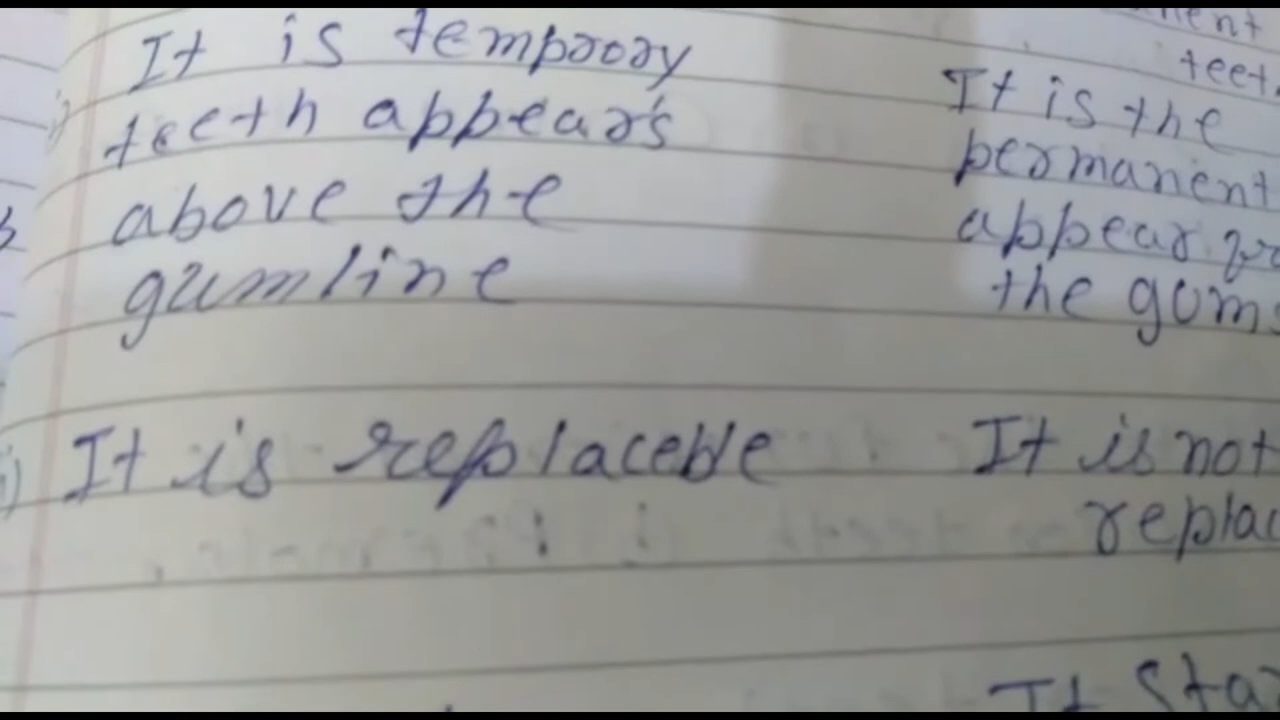 It is temprory
teeth appear's
above the
gumline
teet
It is the
permanent
appear
the gum
It is replaceble
It is not
replac
It sta